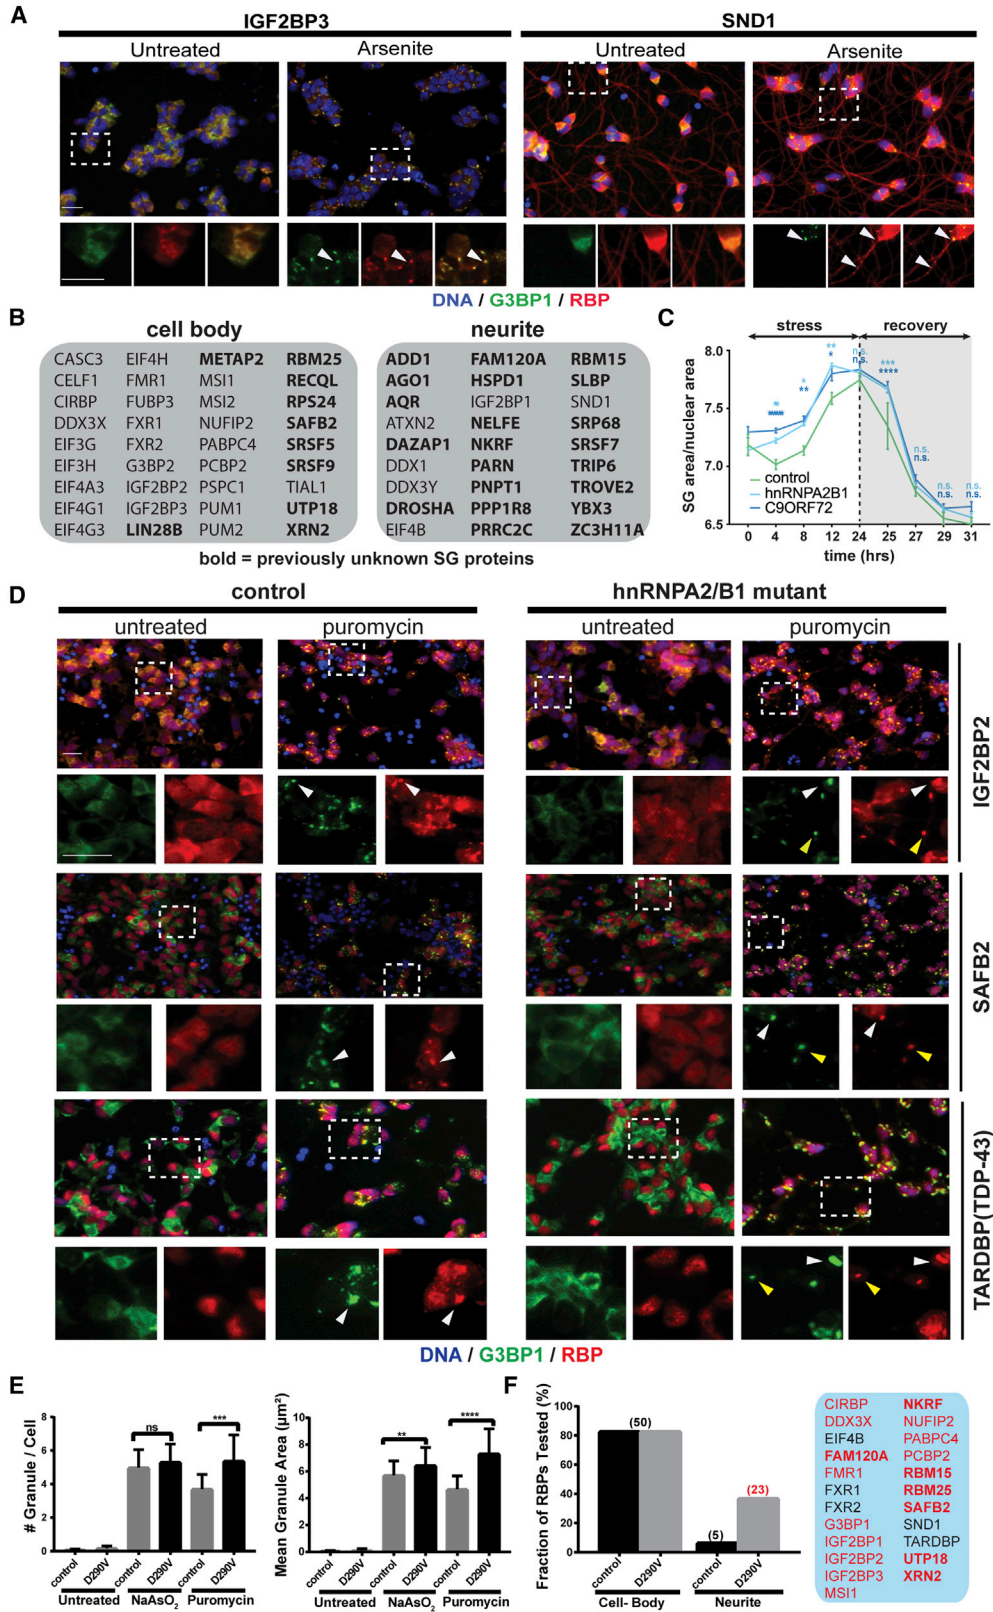 A
IGF2BP3
SND1
Untreated
Arsenite
Untreated
Arsenite
DNA / G3BP1 / RBP
B
cell body
CASC3 EIF4H METAP2 RBM25
CELF1 FMR1 MSI1 RECQL
CIRBP FUBP3 MSI2 RPS24
DDX3X FXR1 NUFIP2 SAFB2
EIF3G FXR2 PABPC4 SRSF5
EIF3H G3BP2 PCBP2 SRSF9
EIF4A3 IGF2BP2 PSPC1 TIAL1
EIF4G1 IGF2BP3 PUM1 UTP18
EIF4G3 LIN28B PUM2 XRN2
neurite
ADD1 FAM120A RBM15
AGO1 HSPD1 SLBP
AQR IGF2BP1 SND1
ATXN2 NELFE SRP68
DAZAP1 NKRF SRSF7
DDX1 PARN TRIP6
DDX3Y PNPT1 TROVE2
DROSHA PPP1R8 YBX3
EIF4B PRRC2C ZC3H11A
bold = previously unknown SG proteins
C
stress
recovery
SG area/nuclear area
8.0
7.5
7.0
6.5
** n.s. ***
* n.s. ****
* *
**** **
n.s.
n.s.
n.s. n.s.
n.s. n.s.
control
hnRNPA2B1
C9ORF72
0 4 8 12 24 25 27 29 31
time (hrs)
D
control
hnRNPA2/B1 mutant
untreated
puromycin
untreated
puromycin
IGF2BP2
SAFB2
TARDBP(TDP-43)
DNA / G3BP1 / RBP
E
# Granule / Cell
8
6
4
2
0
ns
***
control D290V control D290V control D290V
Untreated NaAsO₂ Puromycin
Mean Granule Area (µm²)
10
8
6
4
2
0
**
****
control D290V control D290V control D290V
Untreated NaAsO₂ Puromycin
F
Fraction of RBPs Tested (%)
100
80
60
40
20
0
(50)
(5)
(23)
control D290V control D290V
Cell- Body Neurite
CIRBP NKRF
DDX3X NUFIP2
EIF4B PABPC4
FAM120A PCBP2
FMR1 RBM15
FXR1 RBM25
FXR2 SAFB2
G3BP1 SND1
IGF2BP1 TARDBP
IGF2BP2 UTP18
IGF2BP3 XRN2
MSI1